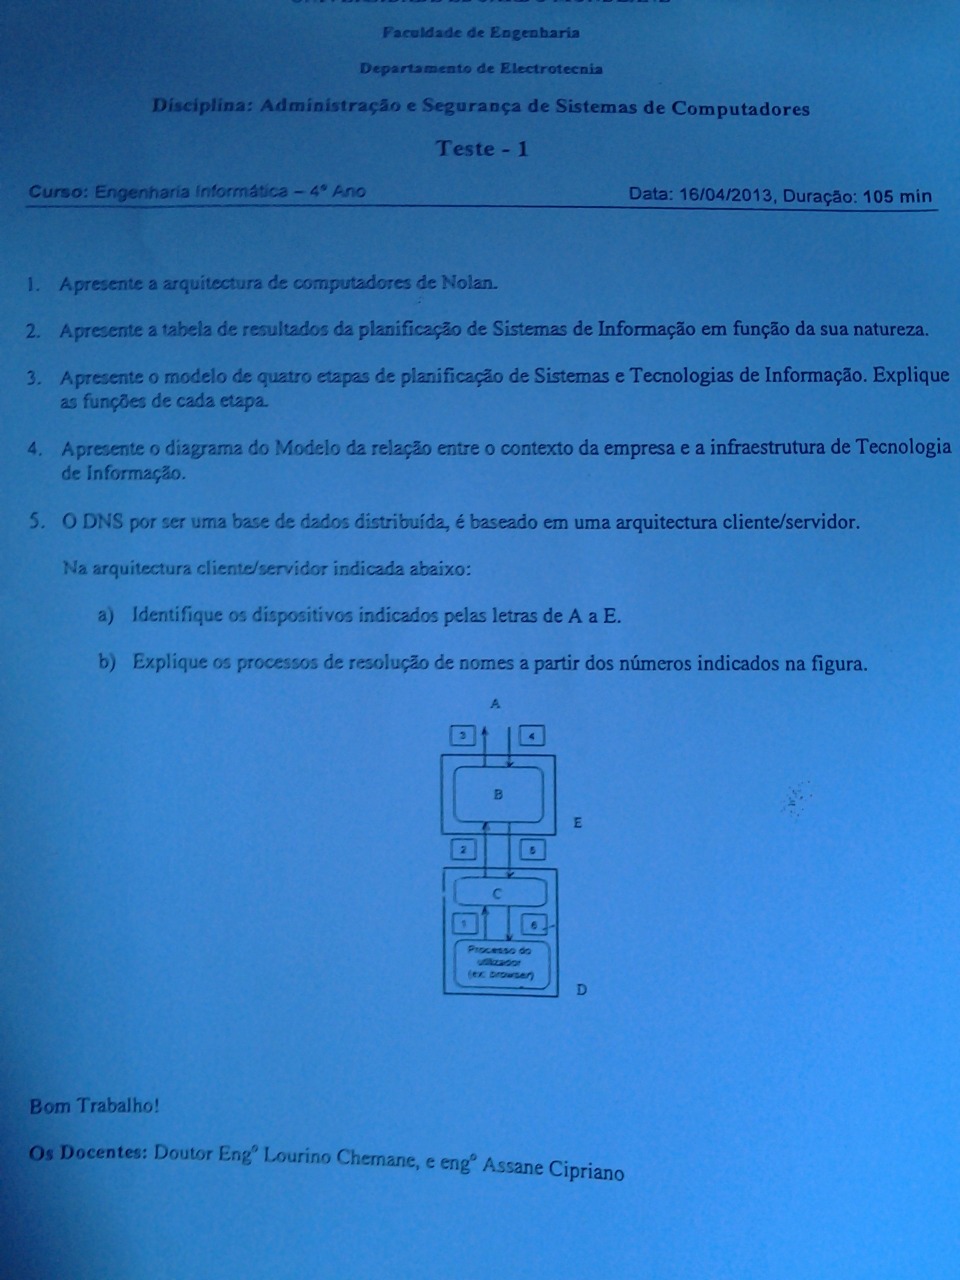 Faculdade de Engenharia
Departamento de Electrotecnia
Disciplina: Administração e Segurança de Sistemas de Computadores
Teste - 1
Curso: Engenharia Informática – 4º Ano Data: 16/04/2013, Duração: 105 min
1. Apresente a arquitectura de computadores de Nolan.
2. Apresente a tabela de resultados da planificação de Sistemas de Informação em função da sua natureza.
3. Apresente o modelo de quatro etapas de planificação de Sistemas e Tecnologias de Informação. Explique
as funções de cada etapa.
4. Apresente o diagrama do Modelo da relação entre o contexto da empresa e a infraestrutura de Tecnologia
de Informação.
5. O DNS por ser uma base de dados distribuída, é baseado em uma arquitectura cliente/servidor.
Na arquitectura cliente/servidor indicada abaixo:
a) Identifique os dispositivos indicados pelas letras de A a E.
b) Explique os processos de resolução de nomes a partir dos números indicados na figura.
A
3 4
B
E
2 5
C
1 6
Processo do
utilizador
(ex: browser)
D
Bom Trabalho!
Os Docentes: Doutor Engº Lourino Chemane, e engº Assane Cipriano